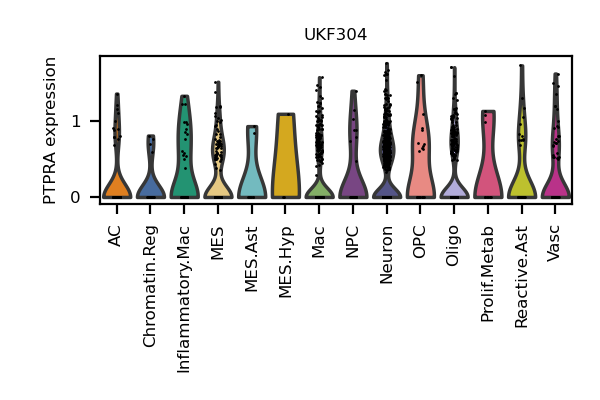 UKF304
PTPRA expression
1
0
AC
Chromatin.Reg
Inflammatory.Mac
MES
MES.Ast
MES.Hyp
Mac
NPC
Neuron
OPC
Oligo
Prolif.Metab
Reactive.Ast
Vasc